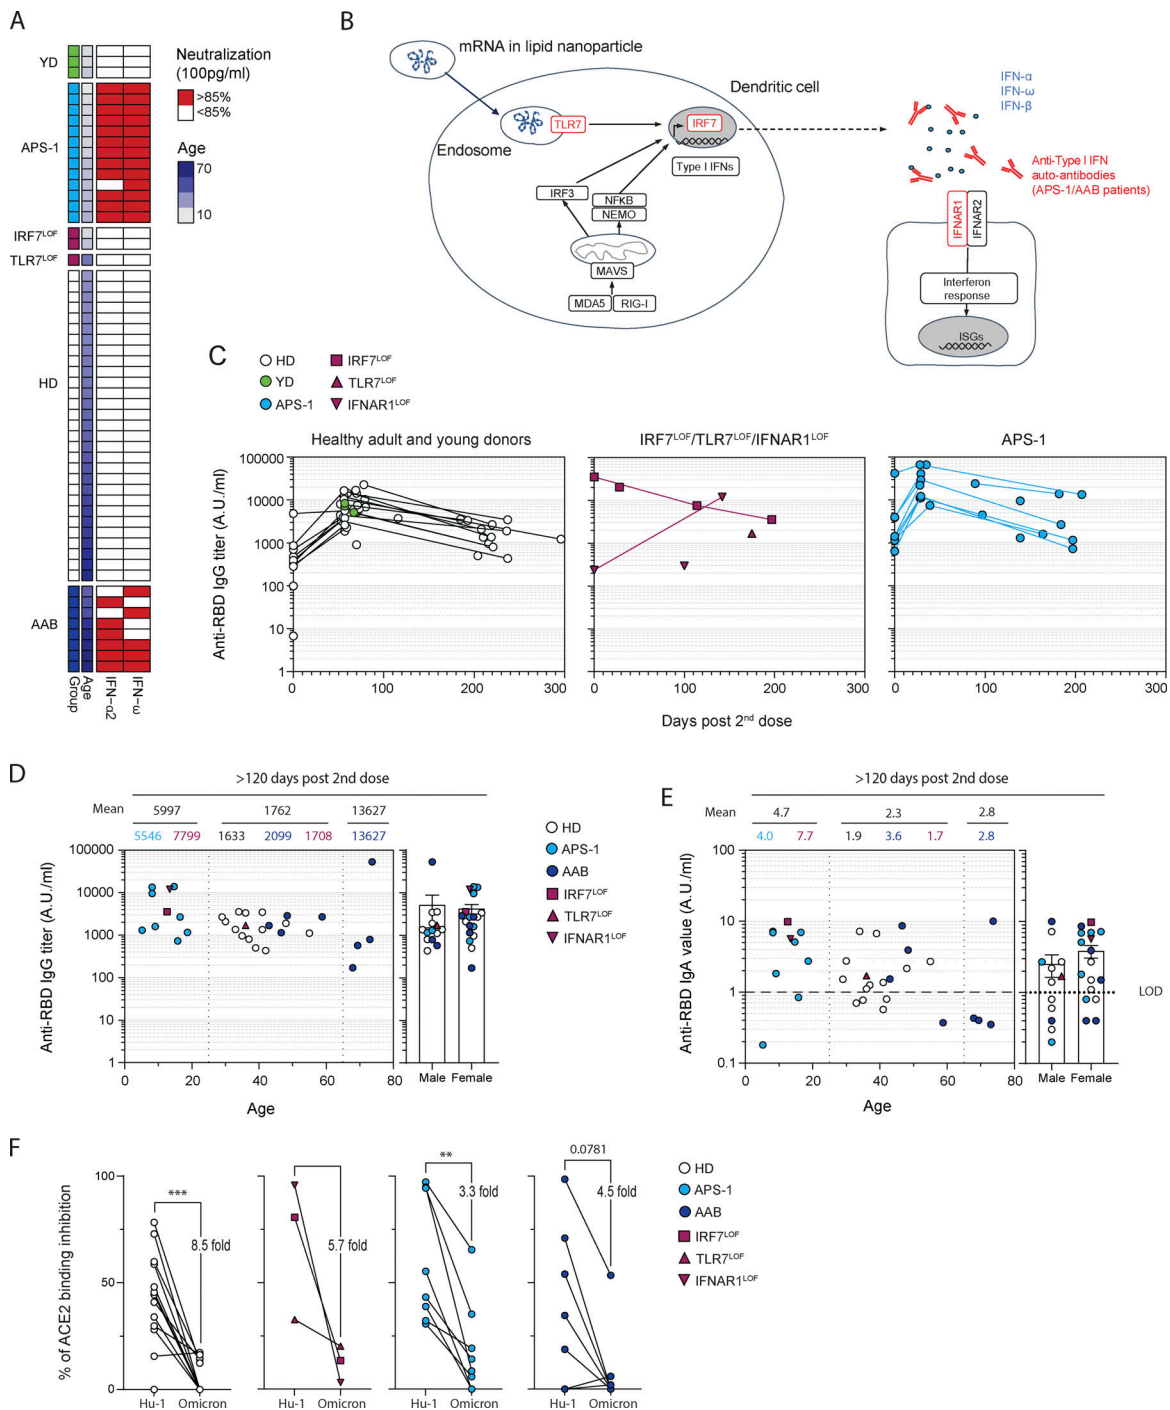 A
YD
APS-1
IRF7LOF
TLR7LOF
HD
AAB
Group
Age
IFN-α2
IFN-ω
Neutralization
(100pg/ml)
>85%
<85%
Age
70
10
B
mRNA in lipid nanoparticle
Dendritic cell
TLR7
Endosome
IRF7
Type I IFNs
IRF3
NFκB
NEMO
MAVS
MDA5
RIG-I
IFN-α
IFN-ω
IFN-β
Anti-Type I IFN
auto-antibodies
(APS-1/AAB patients)
IFNAR1
IFNAR2
Interferon
response
ISGs
C
HD
YD
APS-1
IRF7LOF
TLR7LOF
IFNAR1LOF
Healthy adult and young donors
IRF7LOF/TLR7LOF/IFNAR1LOF
APS-1
Anti-RBD IgG titer (A.U./ml)
100000
10000
1000
100
10
1
0 100 200 300
0 100 200 300
0 100 200 300
Days post 2nd dose
D
>120 days post 2nd dose
Mean 5997 1762 13627
5546 7799 1633 2099 1708 13627
Anti-RBD IgG titer (A.U./ml)
100000
10000
1000
100
10
1
0 20 40 60 80
Age
Male Female
HD
APS-1
AAB
IRF7LOF
TLR7LOF
IFNAR1LOF
E
>120 days post 2nd dose
Mean 4.7 2.3 2.8
4.0 7.7 1.9 3.6 1.7 2.8
Anti-RBD IgA value (A.U./ml)
100
10
1
0.1
0 20 40 60 80
Age
Male Female
LOD
F
% of ACE2 binding inhibition
100
50
0
***
8.5 fold
Hu-1 Omicron
5.7 fold
Hu-1 Omicron
**
3.3 fold
Hu-1 Omicron
0.0781
4.5 fold
Hu-1 Omicron
HD
APS-1
AAB
IRF7LOF
TLR7LOF
IFNAR1LOF